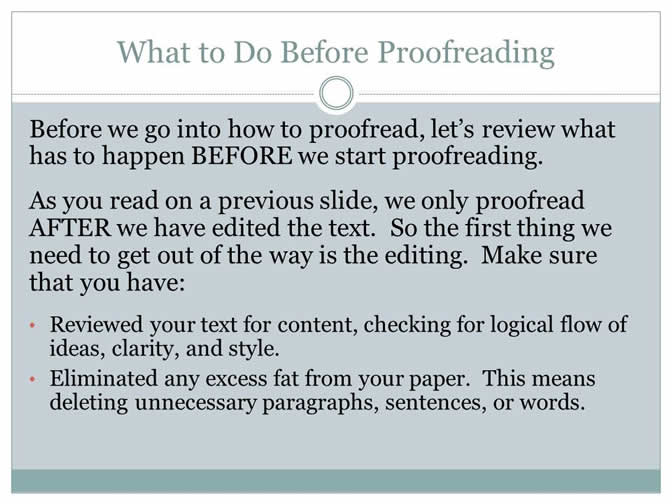 What to Do Before Proofreading
Before we go into how to proofread, let’s review what
has to happen BEFORE we start proofreading.
As you read on a previous slide, we only proofread
AFTER we have edited the text.  So the first thing we
need to get out of the way is the editing.  Make sure
that you have:
• Reviewed your text for content, checking for logical flow of
ideas, clarity, and style.
• Eliminated any excess fat from your paper.  This means
deleting unnecessary paragraphs, sentences, or words.